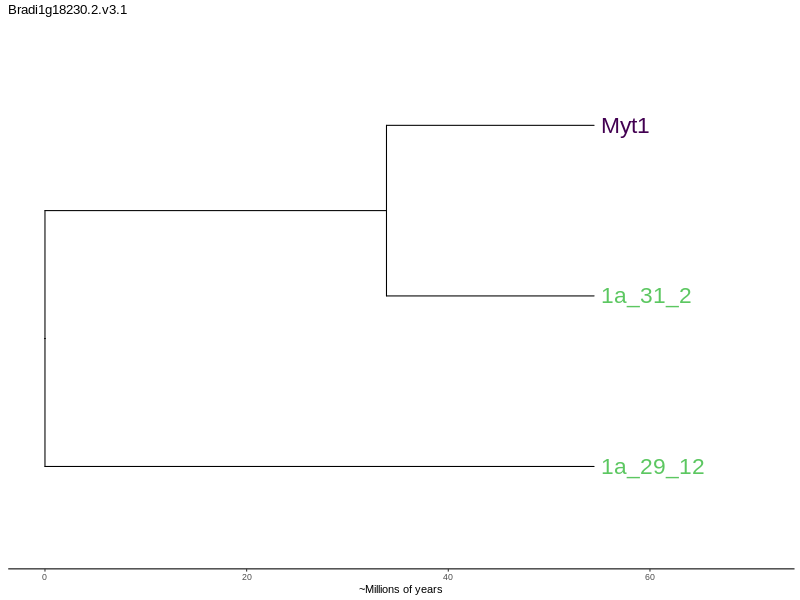 Bradi1g18230.2.v3.1
Myt1
1a_31_2
1a_29_12
0 20 40 60
~Millions of years